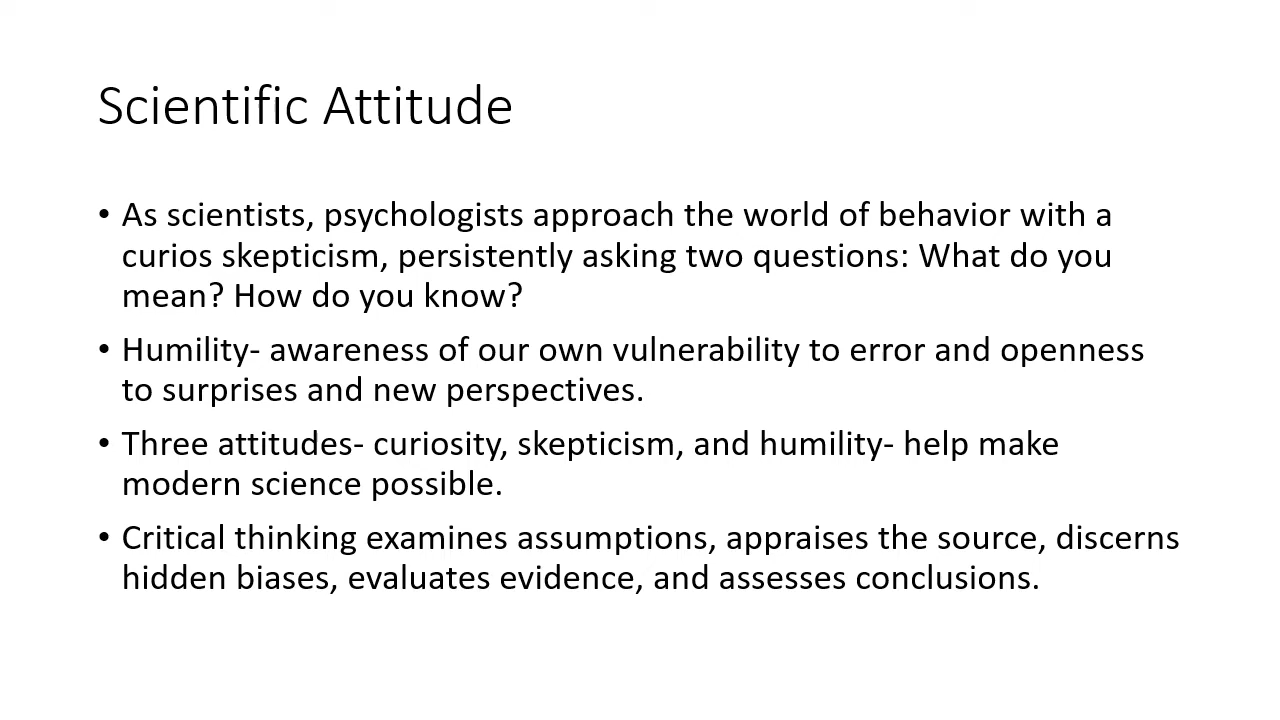 Scientific Attitude
• As scientists, psychologists approach the world of behavior with a
curios skepticism, persistently asking two questions: What do you
mean? How do you know?
• Humility- awareness of our own vulnerability to error and openness
to surprises and new perspectives.
• Three attitudes- curiosity, skepticism, and humility- help make
modern science possible.
• Critical thinking examines assumptions, appraises the source, discerns
hidden biases, evaluates evidence, and assesses conclusions.